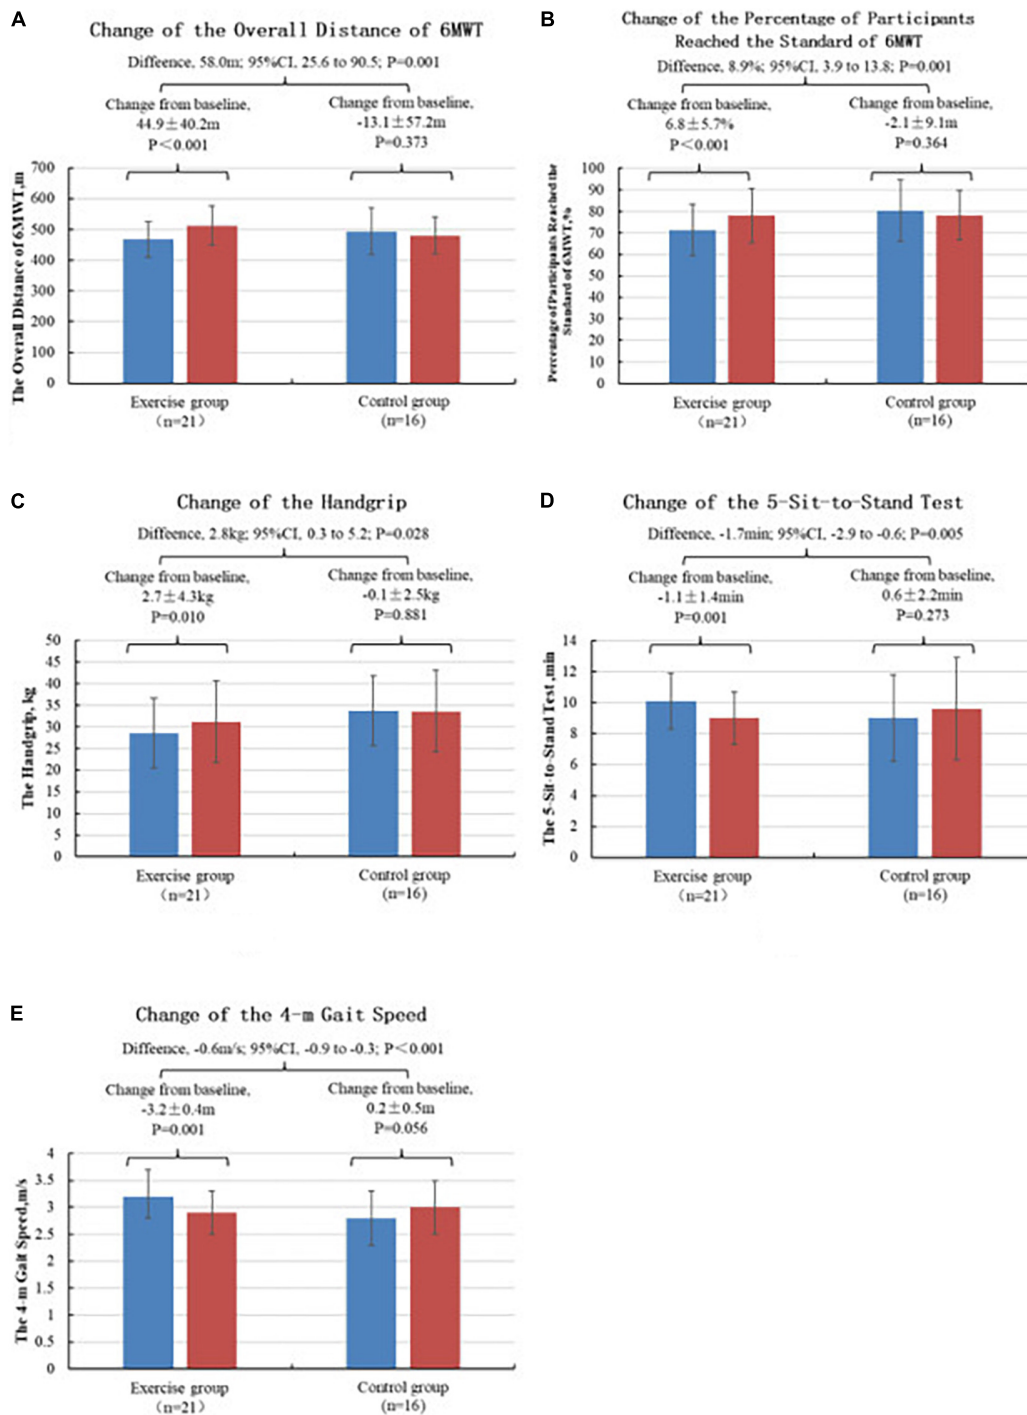 A
Change of the Overall Distance of 6MWT
Diffeence, 58.0m; 95%CI, 25.6 to 90.5; P=0.001
Change from baseline,
44.9±40.2m
P＜0.001
Change from baseline,
-13.1±57.2m
P=0.373
The Overall Distance of 6MWT,m
700
600
500
400
300
200
100
0
Exercise group
（n=21）
Control group
(n=16)
B
Change of the Percentage of Participants
Reached the Standard of 6MWT
Diffeence, 8.9%; 95%CI, 3.9 to 13.8; P=0.001
Change from baseline,
6.8±5.7%
P＜0.001
Change from baseline,
-2.1±9.1m
P=0.364
Percentage of Participants Reached the
Standard of 6MWT,%
100
90
80
70
60
50
40
30
20
10
0
Exercise group
（n=21）
Control group
(n=16)
C
Change of the Handgrip
Diffeence, 2.8kg; 95%CI, 0.3 to 5.2; P=0.028
Change from baseline,
2.7±4.3kg
P=0.010
Change from baseline,
-0.1±2.5kg
P=0.881
The Handgrip, kg
50
45
40
35
30
25
20
15
10
5
0
Exercise group
（n=21）
Control group
(n=16)
D
Change of the 5-Sit-to-Stand Test
Diffeence, -1.7min; 95%CI, -2.9 to -0.6; P=0.005
Change from baseline,
-1.1±1.4min
P=0.001
Change from baseline,
0.6±2.2min
P=0.273
The 5-Sit-to-Stand Test ,min
14
12
10
8
6
4
2
0
Exercise group
（n=21）
Control group
(n=16)
E
Change of the 4-m Gait Speed
Diffeence, -0.6m/s; 95%CI, -0.9 to -0.3; P＜0.001
Change from baseline,
-3.2±0.4m
P=0.001
Change from baseline,
0.2±0.5m
P=0.056
The 4-m Gait Speed,m/s
4
3.5
3
2.5
2
1.5
1
0.5
0
Exercise group
（n=21）
Control group
(n=16)